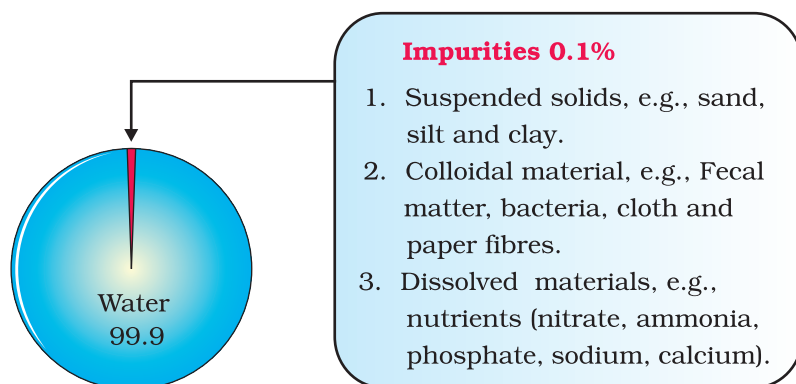 Impurities 0.1%
1. Suspended solids, e.g., sand,
silt and clay.
2. Colloidal material, e.g., Fecal
matter, bacteria, cloth and
paper fibres.
3. Dissolved materials, e.g.,
nutrients (nitrate, ammonia,
phosphate, sodium, calcium).
Water
99.9